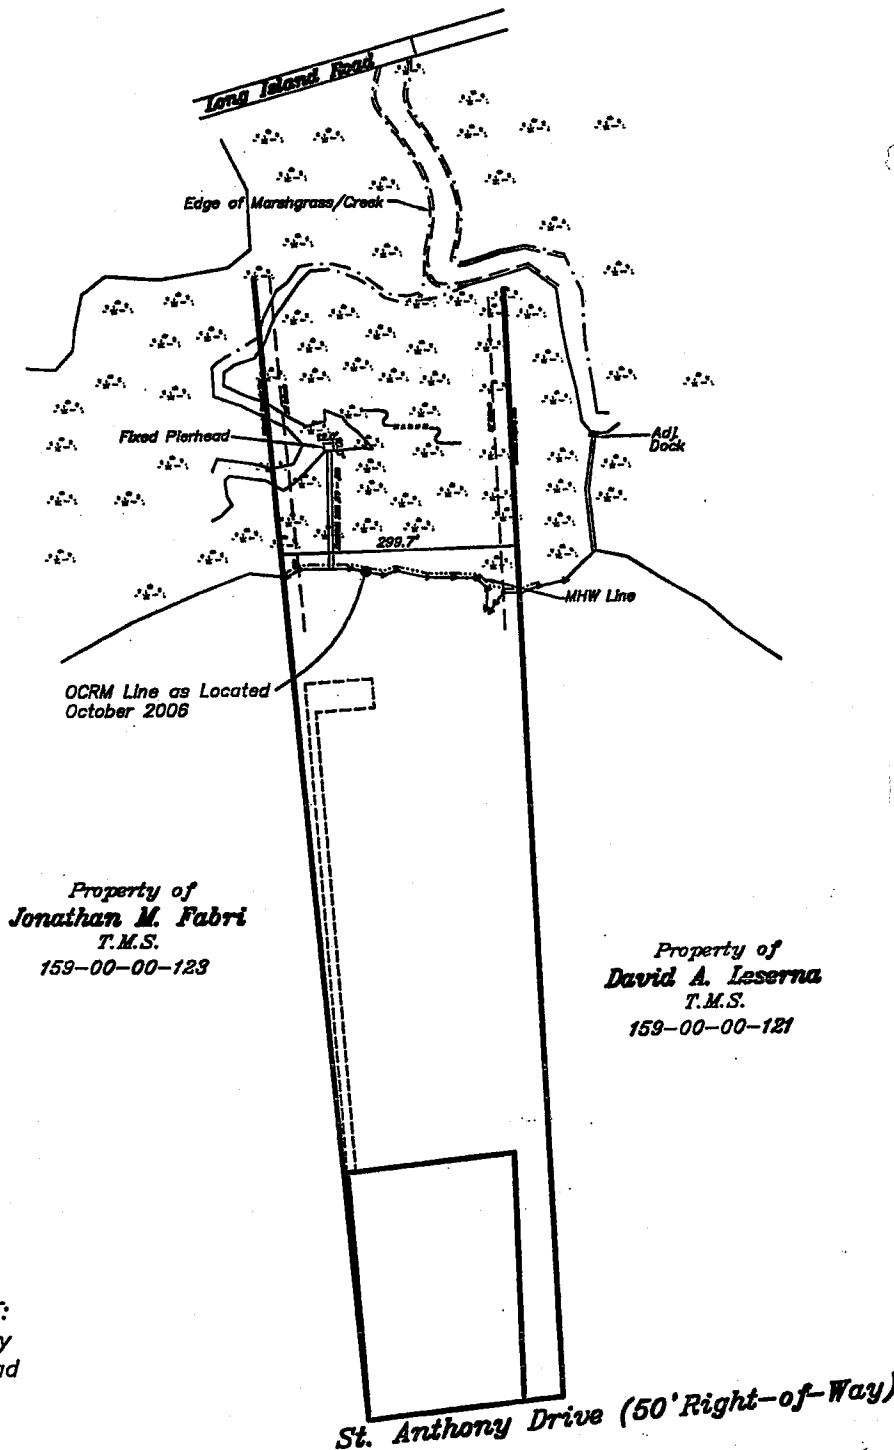 Long Island Road
Edge of Marshgrass/Creek
Fixed Pierhead
Adj.
Dock
299.7'
MHW Line
OCRM Line as Located
October 2006
Property of
Jonathan M. Fabri
T.M.S.
159-00-00-123
Property of
David A. Leserna
T.M.S.
159-00-00-121
St. Anthony Drive (50' Right-of-Way)